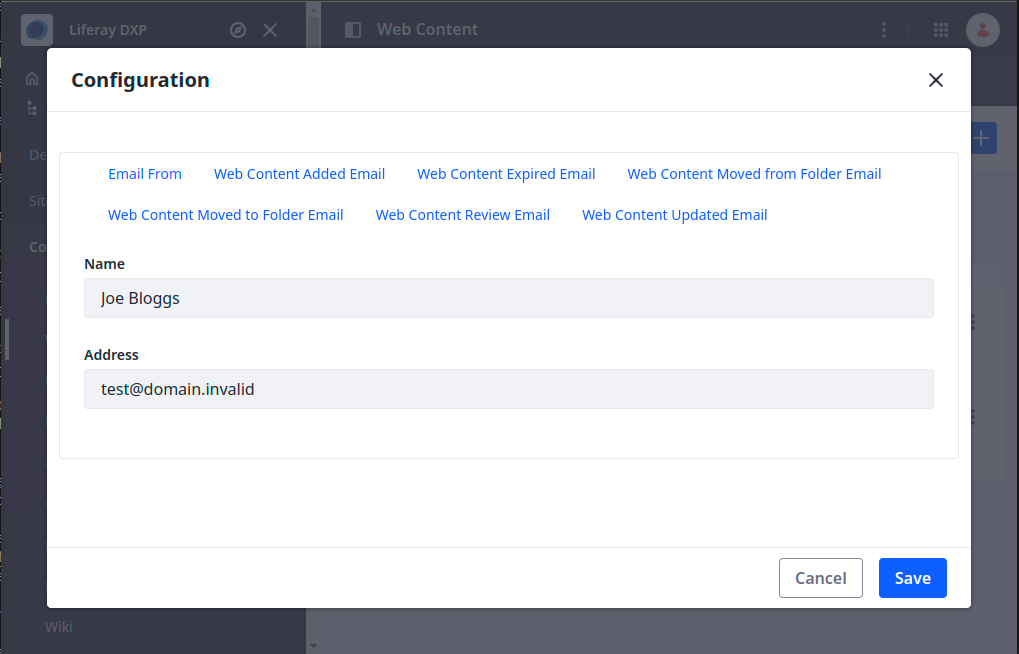 Liferay DXP
Web Content
Configuration
De
Sit
Co
Email From Web Content Added Email Web Content Expired Email Web Content Moved from Folder Email
Web Content Moved to Folder Email Web Content Review Email Web Content Updated Email
Name
Joe Bloggs
Address
test@domain.invalid
Cancel Save
Wiki